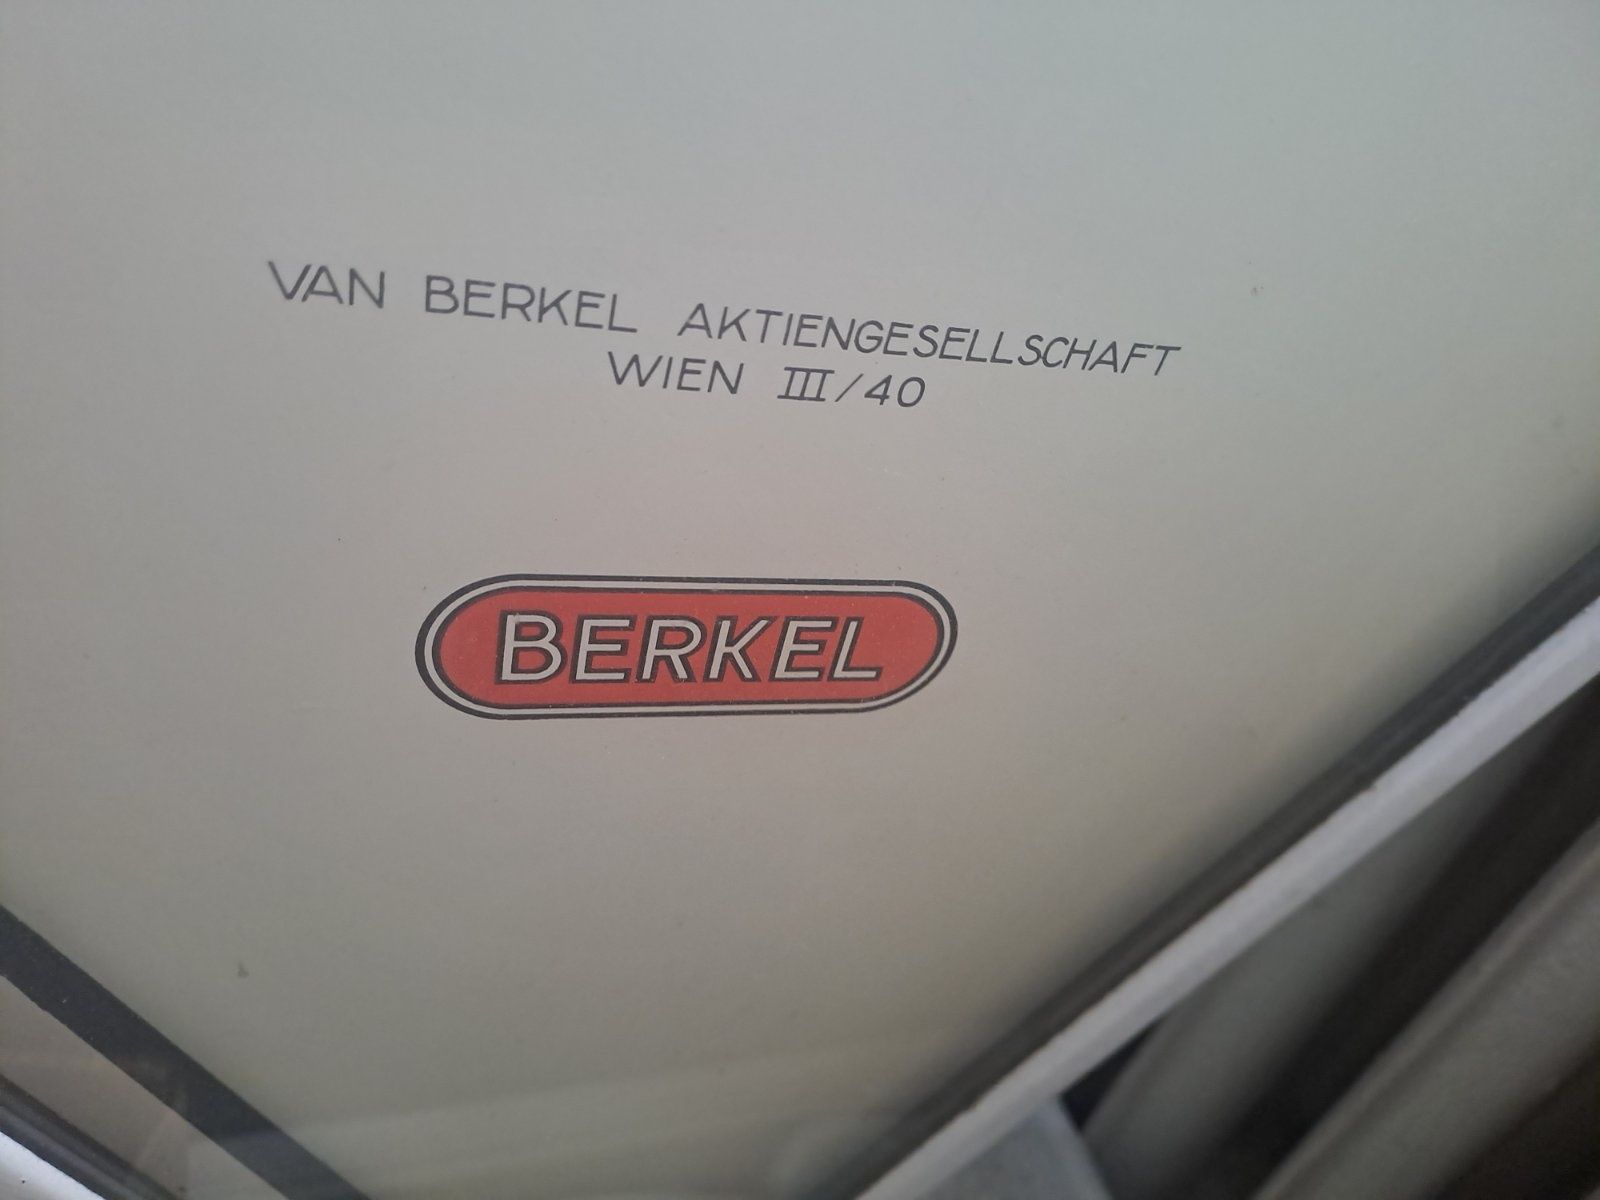 VAN BERKEL AKTIENGESELLSCHAFT
WIEN III/40
BERKEL